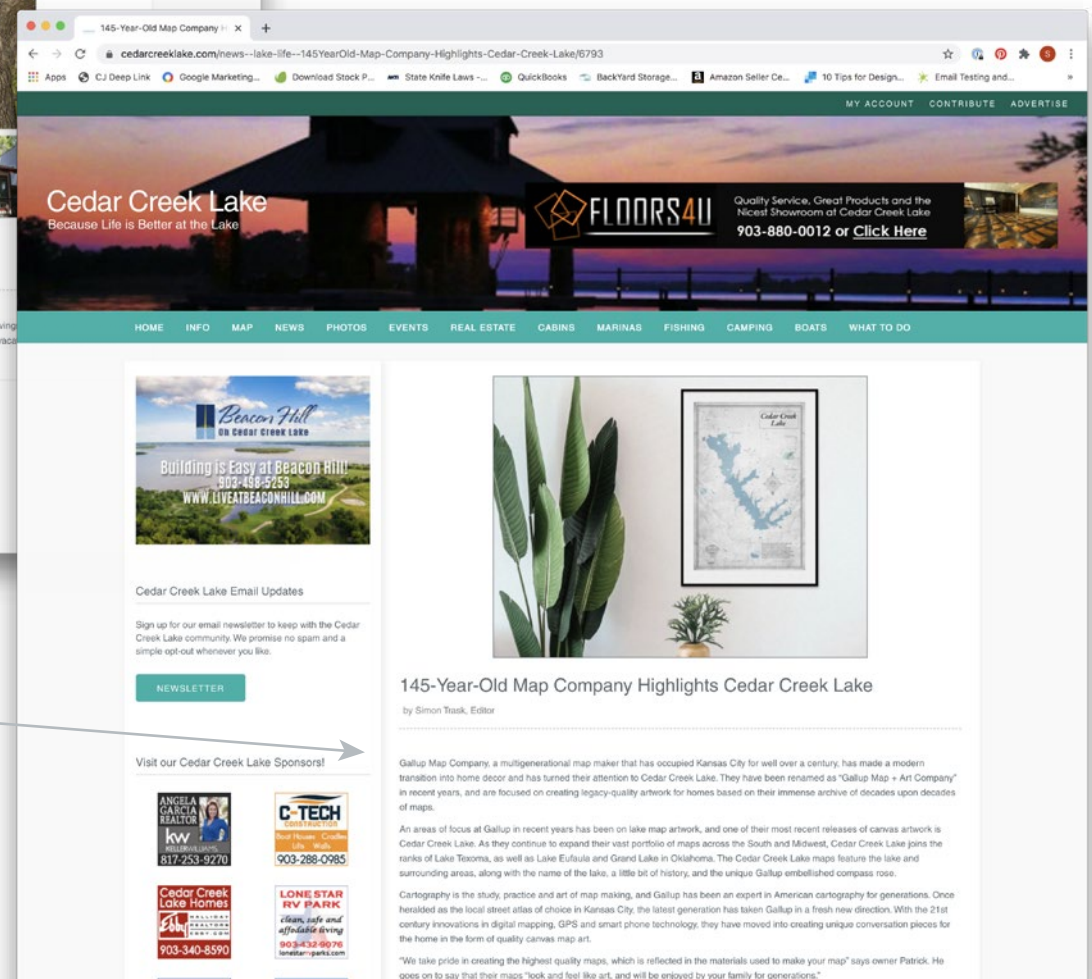 145-Year-Old Map Company H
cedarcreeklake.com/news--lake-life--145YearOld-Map-Company-Highlights-Cedar-Creek-Lake/6793
Apps CJ Deep Link Google Marketing... Download Stock P... State Knife Laws -... QuickBooks BackYard Storage... Amazon Seller Ce... 10 Tips for Design... Email Testing and... »
MY ACCOUNT CONTRIBUTE ADVERTISE
Cedar Creek Lake
Because Life is Better at the Lake
FLOORS4U
Quality Service, Great Products and the
Nicest Showroom at Cedar Creek Lake
903-880-0012 or Click Here
HOME INFO MAP NEWS PHOTOS EVENTS REAL ESTATE CABINS MARINAS FISHING CAMPING BOATS WHAT TO DO
Beacon Hill
On Cedar Creek Lake
Building is Easy at Beacon Hill!
903-498-5253
WWW.LIVEATBEACONHILL.COM
Cedar Creek Lake Email Updates
Sign up for our email newsletter to keep with the Cedar
Creek Lake community. We promise no spam and a
simple opt-out whenever you like.
NEWSLETTER
Visit our Cedar Creek Lake Sponsors!
ANGELA
GARCIA
REALTOR
kw
KELLERWILLIAMS.
817-253-9270
C-TECH
CONSTRUCTION
Boat Houses Cradles
Lifts Walls
903-288-0985
Cedar Creek
Lake Homes
Ebby
HALLIDAY
REALTORS
EBBY.COM
903-340-8590
LONE STAR
RV PARK
clean, safe and
affordable living
903-432-9076
lonestarrvparks.com
Cedar Creek
Lake
145-Year-Old Map Company Highlights Cedar Creek Lake
by Simon Trask, Editor
Gallup Map Company, a multigenerational map maker that has occupied Kansas City for well over a century, has made a modern
transition into home decor and has turned their attention to Cedar Creek Lake. They have been renamed as "Gallup Map + Art Company"
in recent years, and are focused on creating legacy-quality artwork for homes based on their immense archive of decades upon decades
of maps.
An areas of focus at Gallup in recent years has been on lake map artwork, and one of their most recent releases of canvas artwork is
Cedar Creek Lake. As they continue to expand their vast portfolio of maps across the South and Midwest, Cedar Creek Lake joins the
ranks of Lake Texoma, as well as Lake Eufaula and Grand Lake in Oklahoma. The Cedar Creek Lake maps feature the lake and
surrounding areas, along with the name of the lake, a little bit of history, and the unique Gallup embellished compass rose.
Cartography is the study, practice and art of map making, and Gallup has been an expert in American cartography for generations. Once
heralded as the local street atlas of choice in Kansas City, the latest generation has taken Gallup in a fresh new direction. With the 21st
century innovations in digital mapping, GPS and smart phone technology, they have moved into creating unique conversation pieces for
the home in the form of quality canvas map art.
"We take pride in creating the highest quality maps, which is reflected in the materials used to make your map" says owner Patrick. He
goes on to say that their maps "look and feel like art, and will be enjoyed by your family for generations."